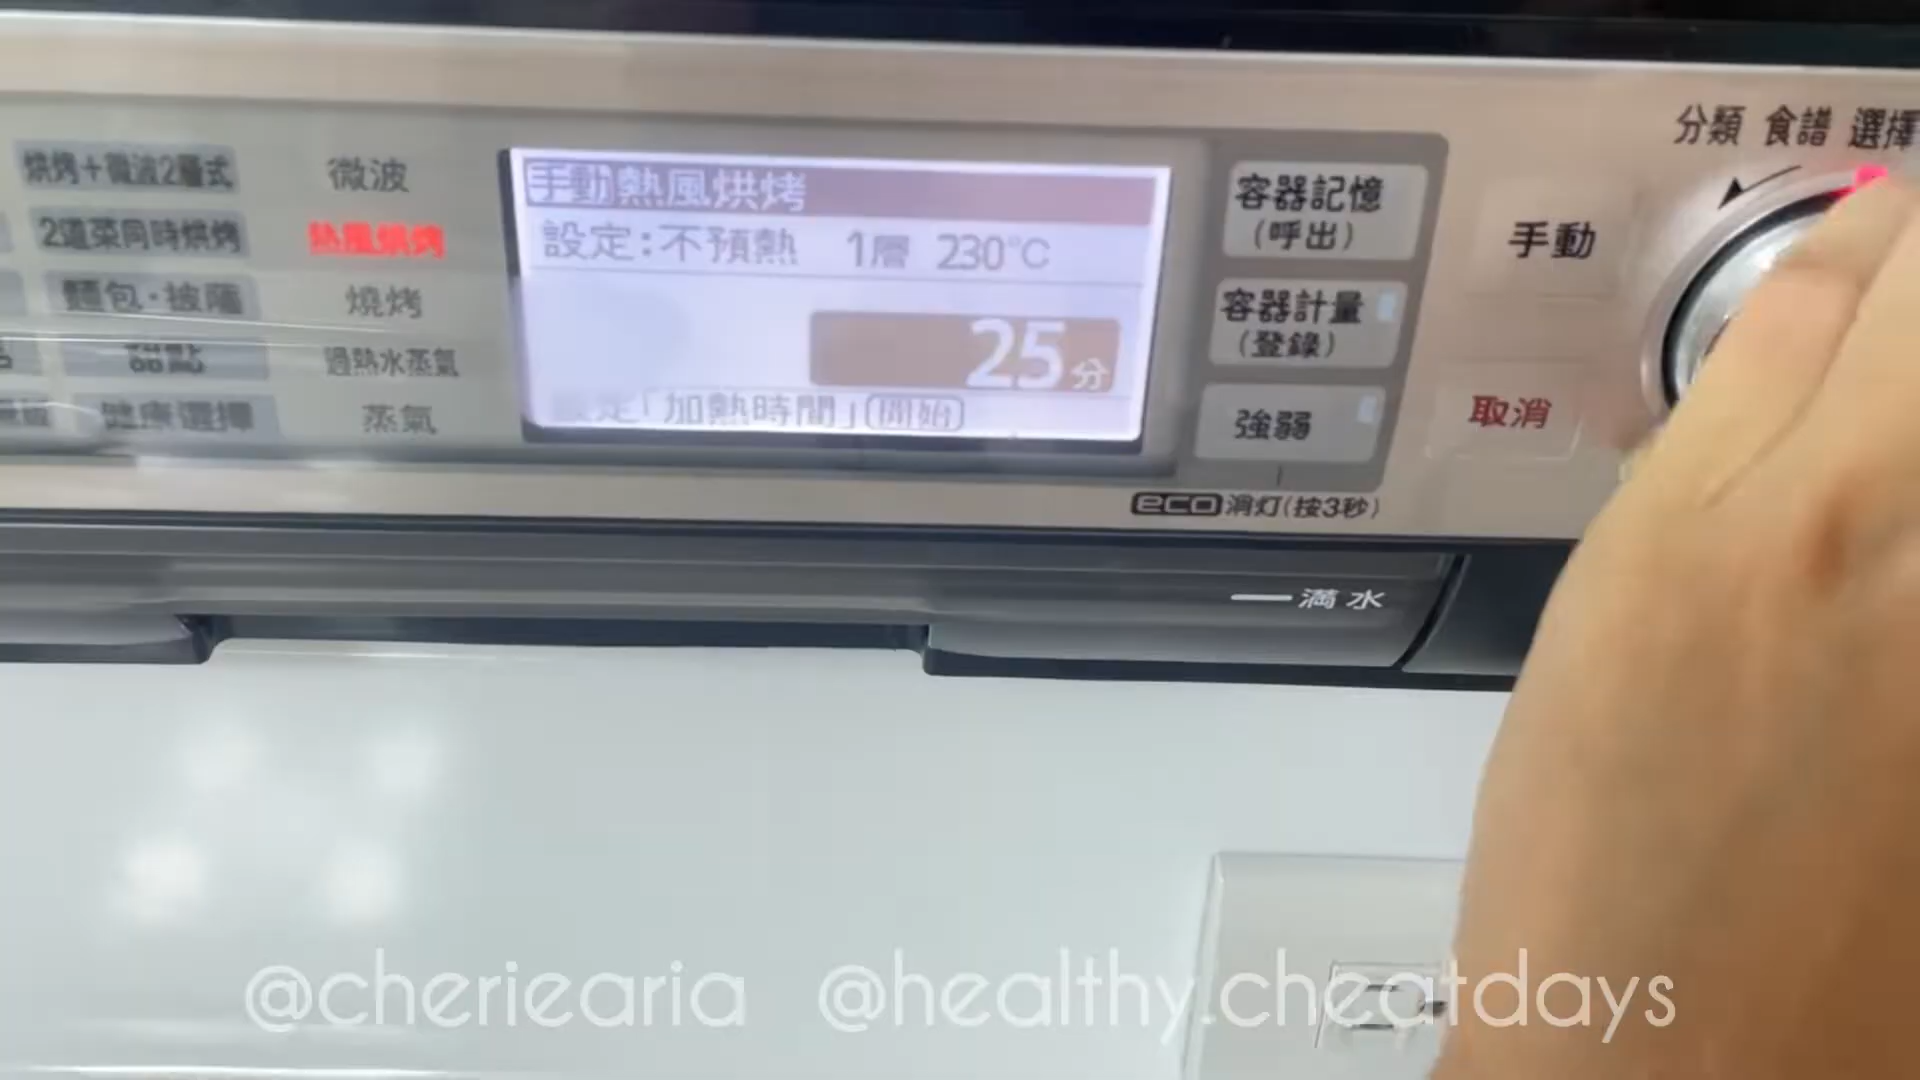 分類 食譜 選擇
烘烤+微波2層式
微波
2道菜同時烘烤
熱風烘烤
麵包·披薩
燒烤
甜點
過熱水蒸氣
健康選擇
蒸氣
手動熱風烘烤
設定:不預熱 1層 230°C
25分
設定「加熱時間」開始
容器記憶
(呼出)
容器計量
(登錄)
強弱
手動
取消
eco 消灯(按3秒)
満水
@cheriearia @healthy.cheatdays